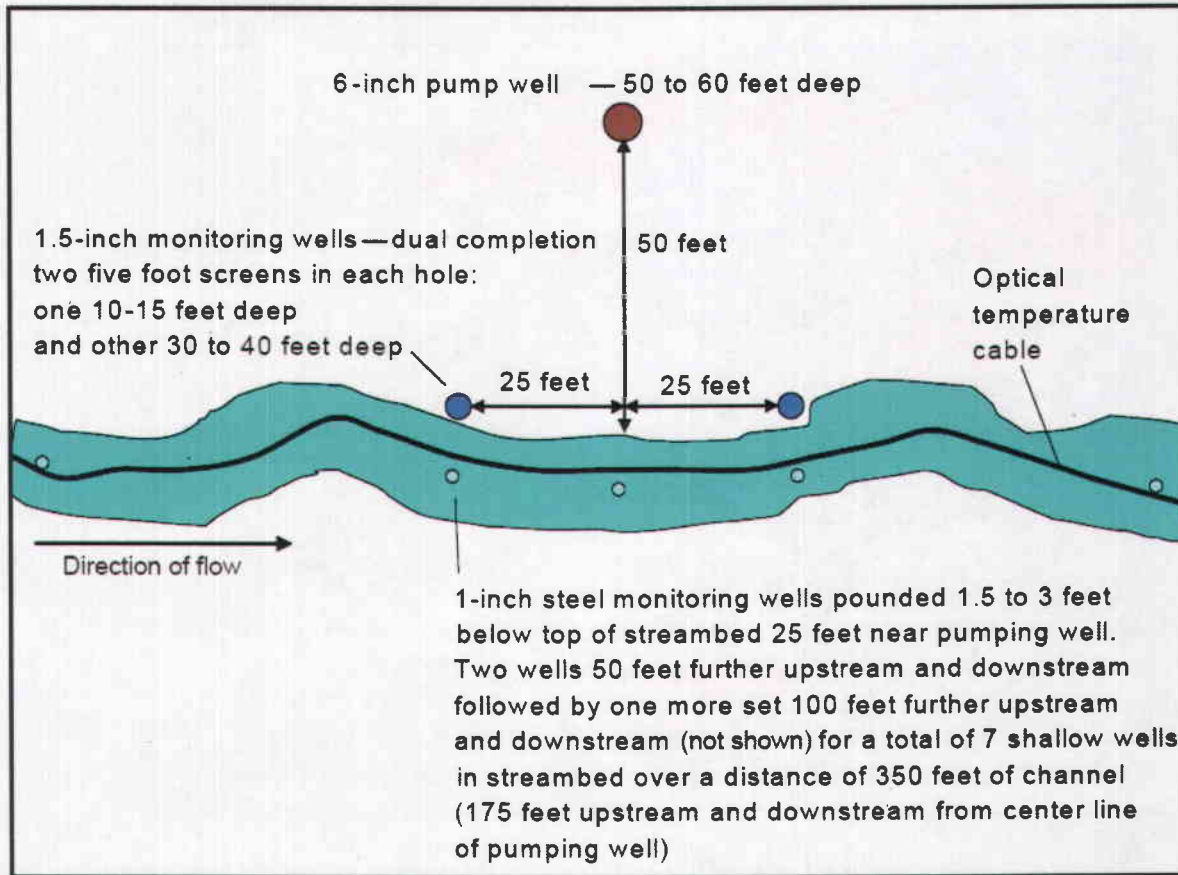 6-inch pump well — 50 to 60 feet deep
1.5-inch monitoring wells—dual completion
two five foot screens in each hole:
one 10-15 feet deep
and other 30 to 40 feet deep
50 feet
Optical
temperature
cable
25 feet
25 feet
Direction of flow
1-inch steel monitoring wells pounded 1.5 to 3 feet
below top of streambed 25 feet near pumping well.
Two wells 50 feet further upstream and downstream
followed by one more set 100 feet further upstream
and downstream (not shown) for a total of 7 shallow wells
in streambed over a distance of 350 feet of channel
(175 feet upstream and downstream from center line
of pumping well)